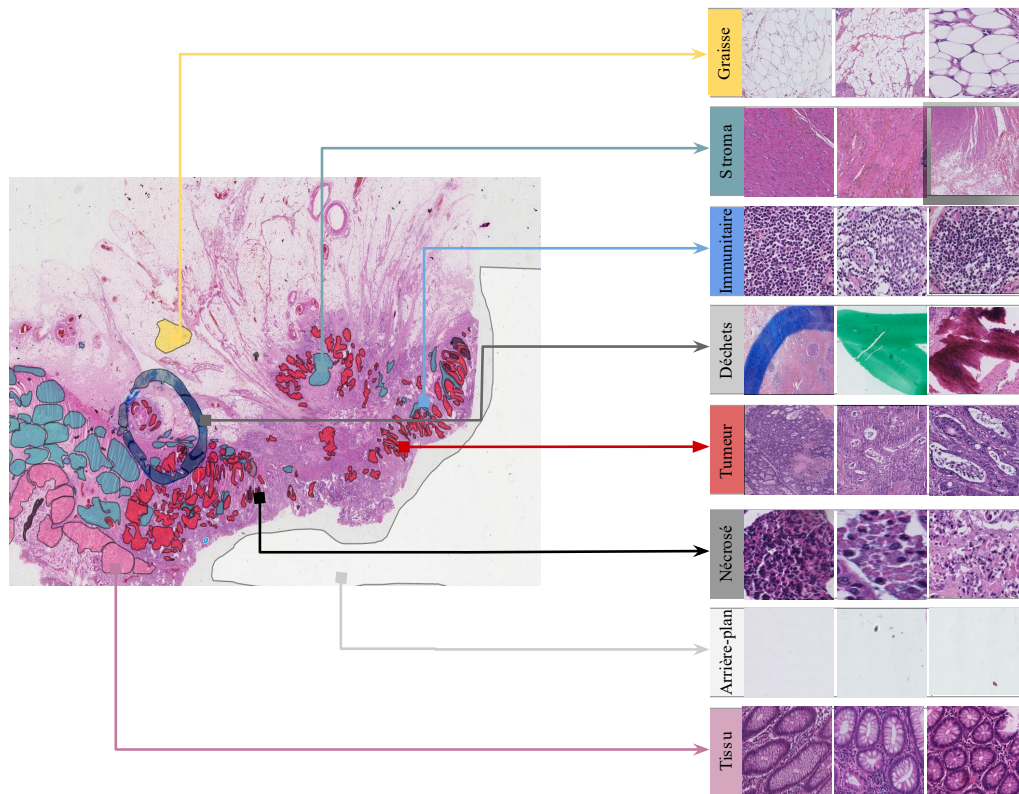 Graisse
Stroma
Immunitaire
Déchets
Tumeur
Nécrosé
Arrière-plan
Tissu